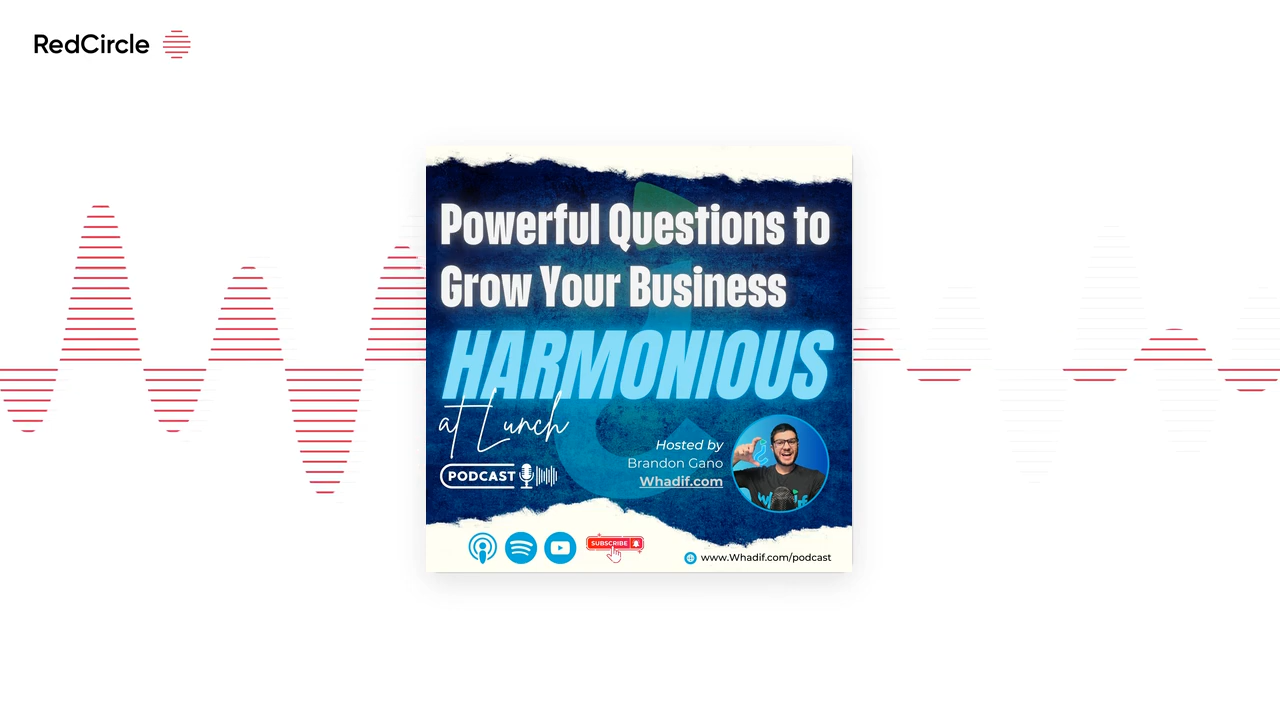 RedCircle
Powerful Questions to
Grow Your Business
HARMONIOUS
at Lunch
PODCAST
Hosted by
Brandon Gano
Whadif.com
SUBSCRIBE
www.Whadif.com/podcast